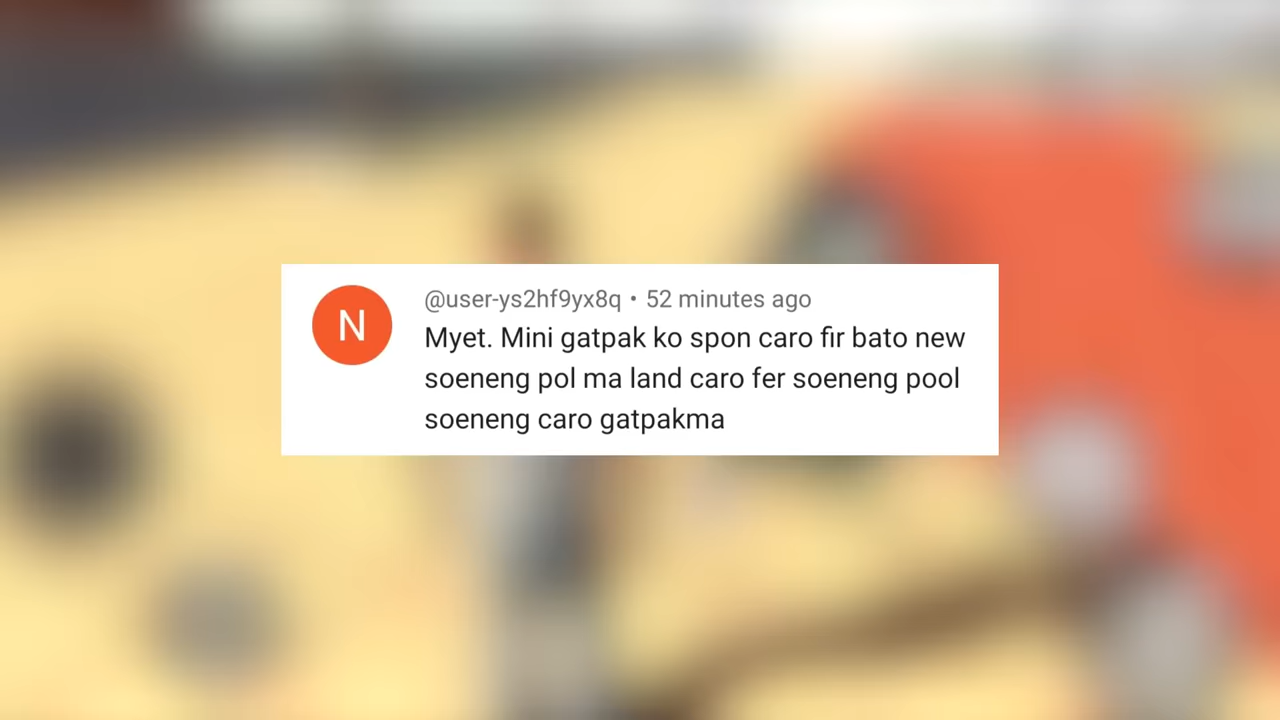 N
@user-ys2hf9yx8q • 52 minutes ago
Myet. Mini gatpak ko spon caro fir bato new
soeneng pol ma land caro fer soeneng pool
soeneng caro gatpakma